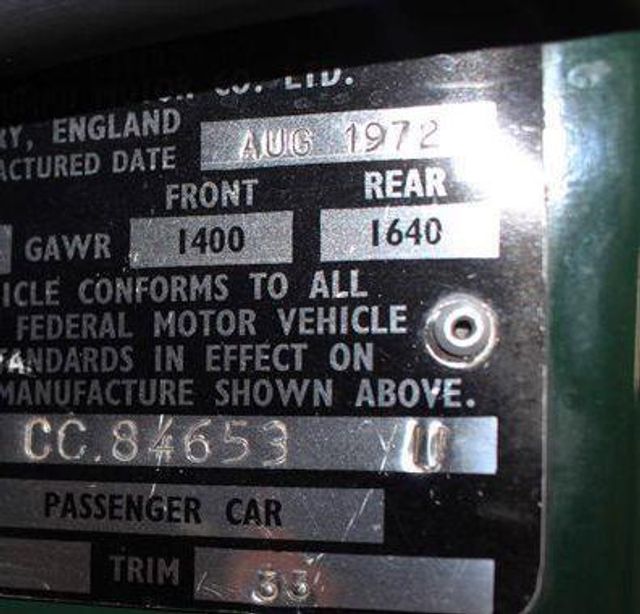 CO. LTD.
RY, ENGLAND
ACTURED DATE AUG 1972
FRONT REAR
GAWR 1400 1640
ICLE CONFORMS TO ALL
FEDERAL MOTOR VEHICLE
ANDARDS IN EFFECT ON
MANUFACTURE SHOWN ABOVE.
CC.84653 U
PASSENGER CAR
TRIM 33